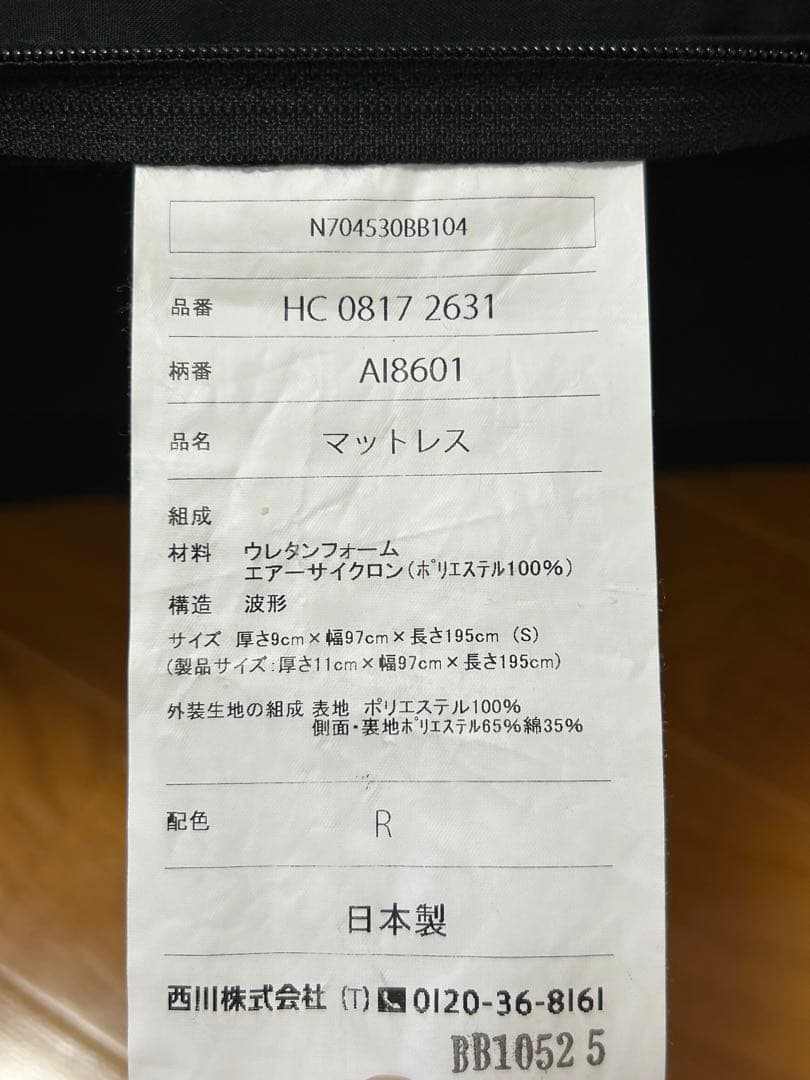 N704530BB104
品番 HC 0817 2631
柄番 AI8601
品名 マットレス
組成
材料 ウレタンフォーム
エアーサイクロン(ﾎﾟﾘｴｽﾃﾙ100%)
構造 波形
サイズ 厚さ9cm×幅97cm×長さ195cm (S)
(製品サイズ:厚さ11cm×幅97cm×長さ195cm)
外装生地の組成 表地 ポリエステル100%
側面・裏地ﾎﾟﾘｴｽﾃﾙ65%綿35%
配色 R
日本製
西川株式会社 (T) 0120-36-8161
BB1052 5